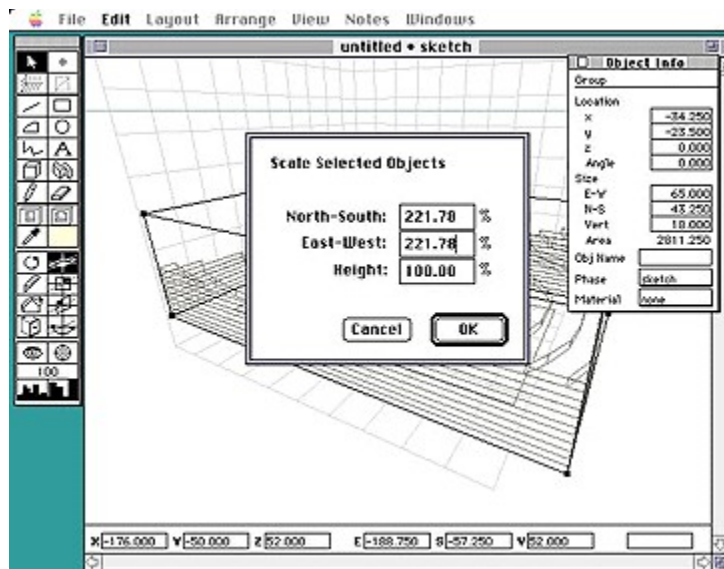 File Edit Layout Arrange View Notes Windows
untitled • sketch
Object Info
Group
Location
x -34.250
y -23.500
z 0.000
Angle 0.000
Size
E-W 65.000
N-S 43.250
Vert 10.000
Area 2811.250
Obj Name
Phase sketch
Material none
Scale Selected Objects
North-South: 221.78 %
East-West: 221.78 %
Height: 100.00 %
Cancel OK
A
100
X -176.000 Y -50.000 Z 52.000 E -188.750 S -57.250 V 52.000